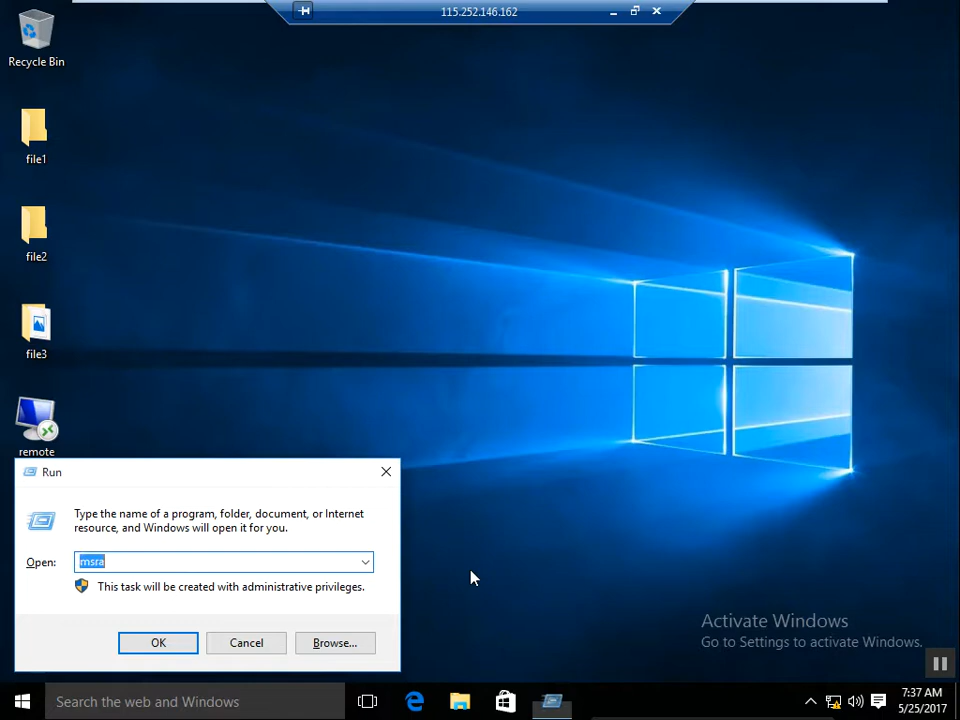 115.252.146.162
Recycle Bin
file1
file2
file3
remote
Run
Type the name of a program, folder, document, or Internet
resource, and Windows will open it for you.
Open:
msra
This task will be created with administrative privileges.
OK
Cancel
Browse...
Activate Windows
Go to Settings to activate Windows.
Search the web and Windows
7:37 AM
5/25/2017